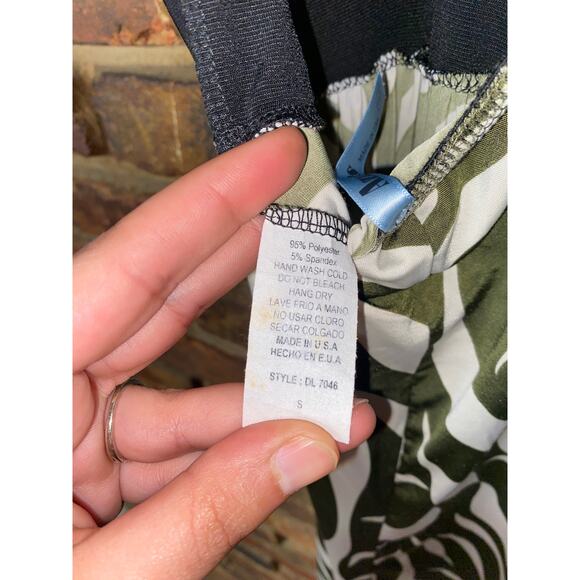 95% Polyester
5% Spandex
HAND WASH COLD
DO NOT BLEACH
HANG DRY
LAVE FRIO A MANO
NO USAR CLORO
SECAR COLGADO
MADE IN U.S.A
HECHO EN E.U.A
STYLE : DL 7046
S